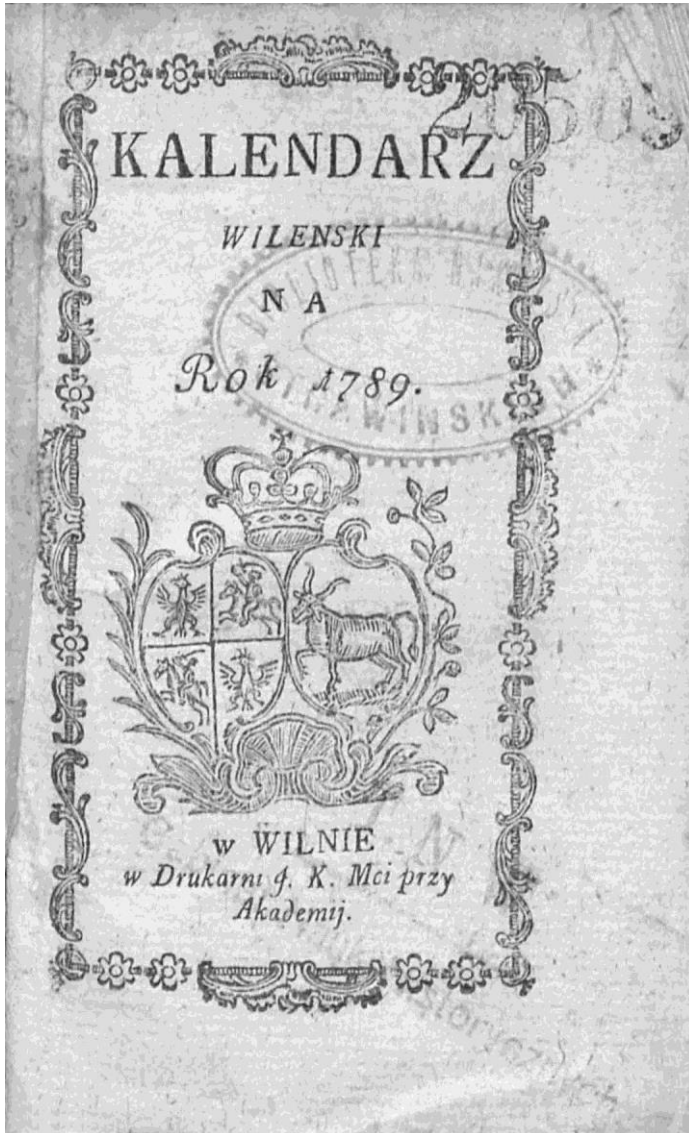 KALENDARZ
WILENSKI
NA
Rok 1789.
w WILNIE
w Drukarni J. K. Mci przy
Akademij.